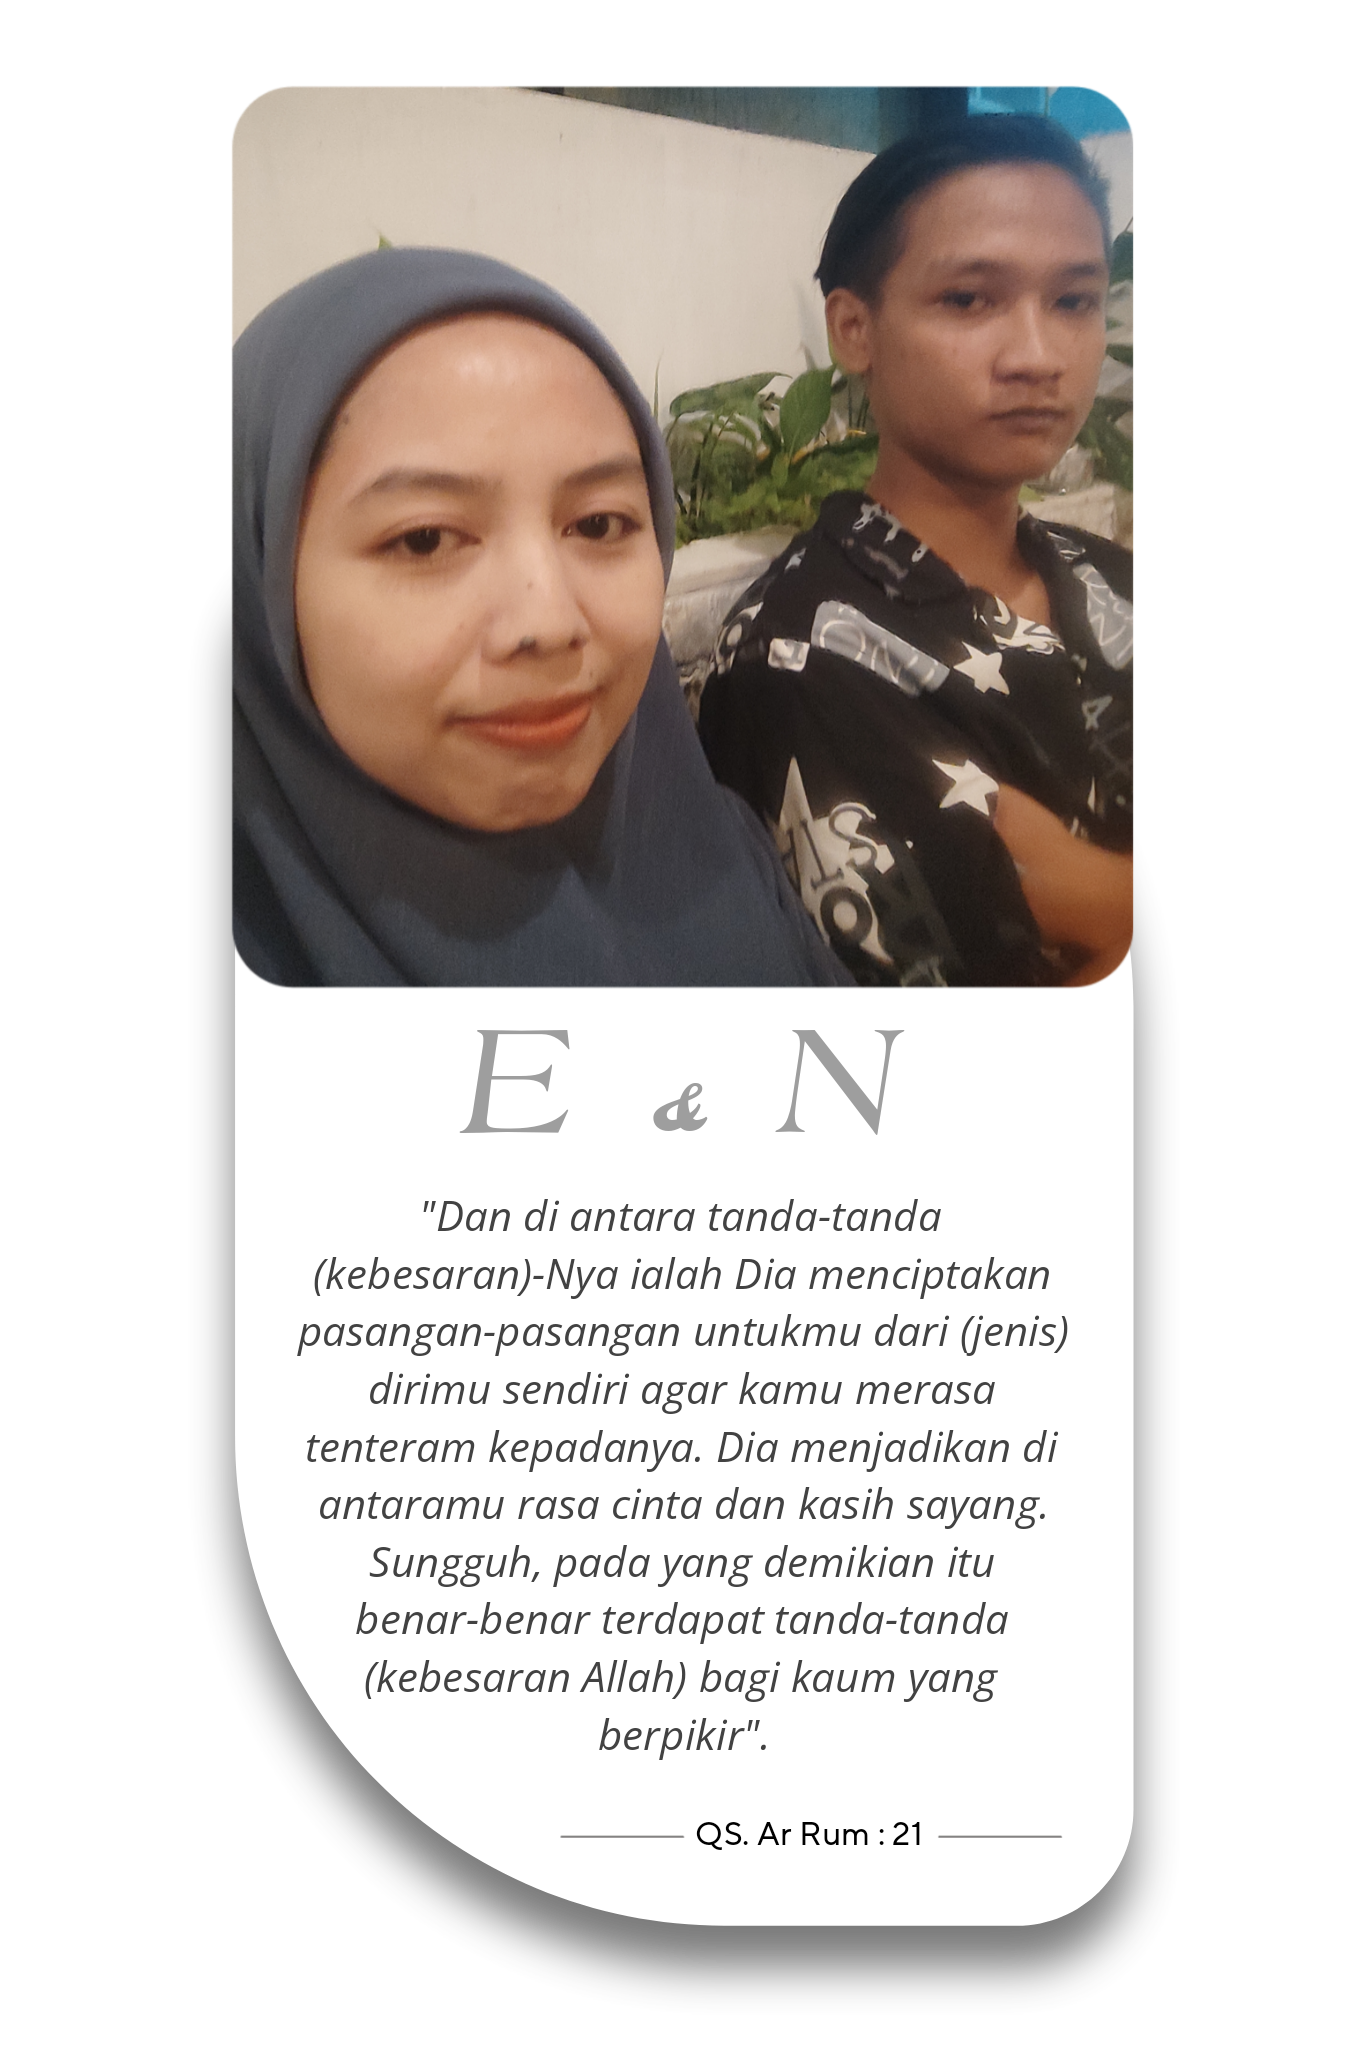 E & N
"Dan di antara tanda-tanda
(kebesaran)-Nya ialah Dia menciptakan
pasangan-pasangan untukmu dari (jenis)
dirimu sendiri agar kamu merasa
tenteram kepadanya. Dia menjadikan di
antaramu rasa cinta dan kasih sayang.
Sungguh, pada yang demikian itu
benar-benar terdapat tanda-tanda
(kebesaran Allah) bagi kaum yang
berpikir".
QS. Ar Rum : 21